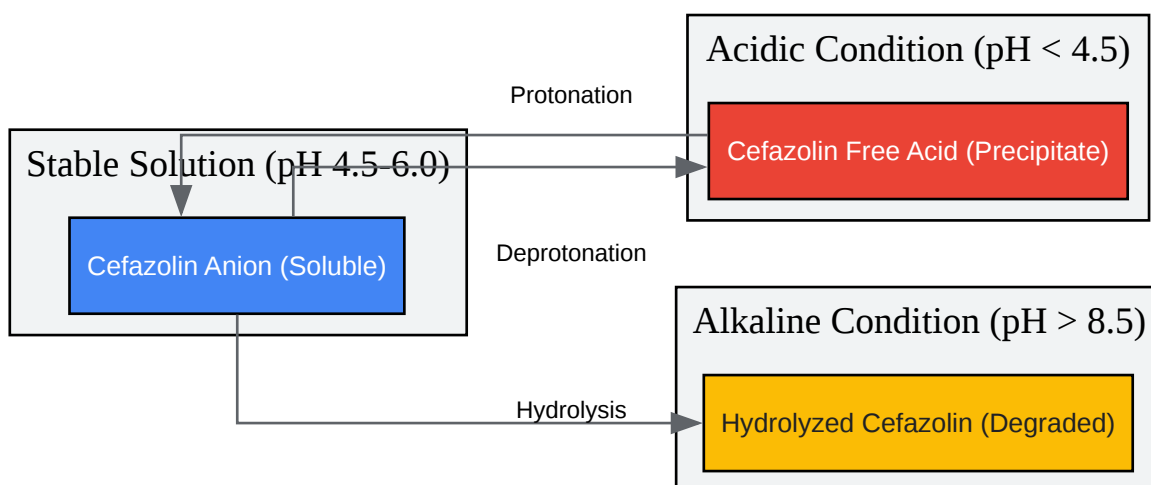 Acidic Condition (pH < 4.5)
Protonation
Cefazolin Free Acid (Precipitate)
Stable Solution (pH 4.5-6.0)
Deprotonation
Cefazolin Anion (Soluble)
Alkaline Condition (pH > 8.5)
Hydrolysis
Hydrolyzed Cefazolin (Degraded)